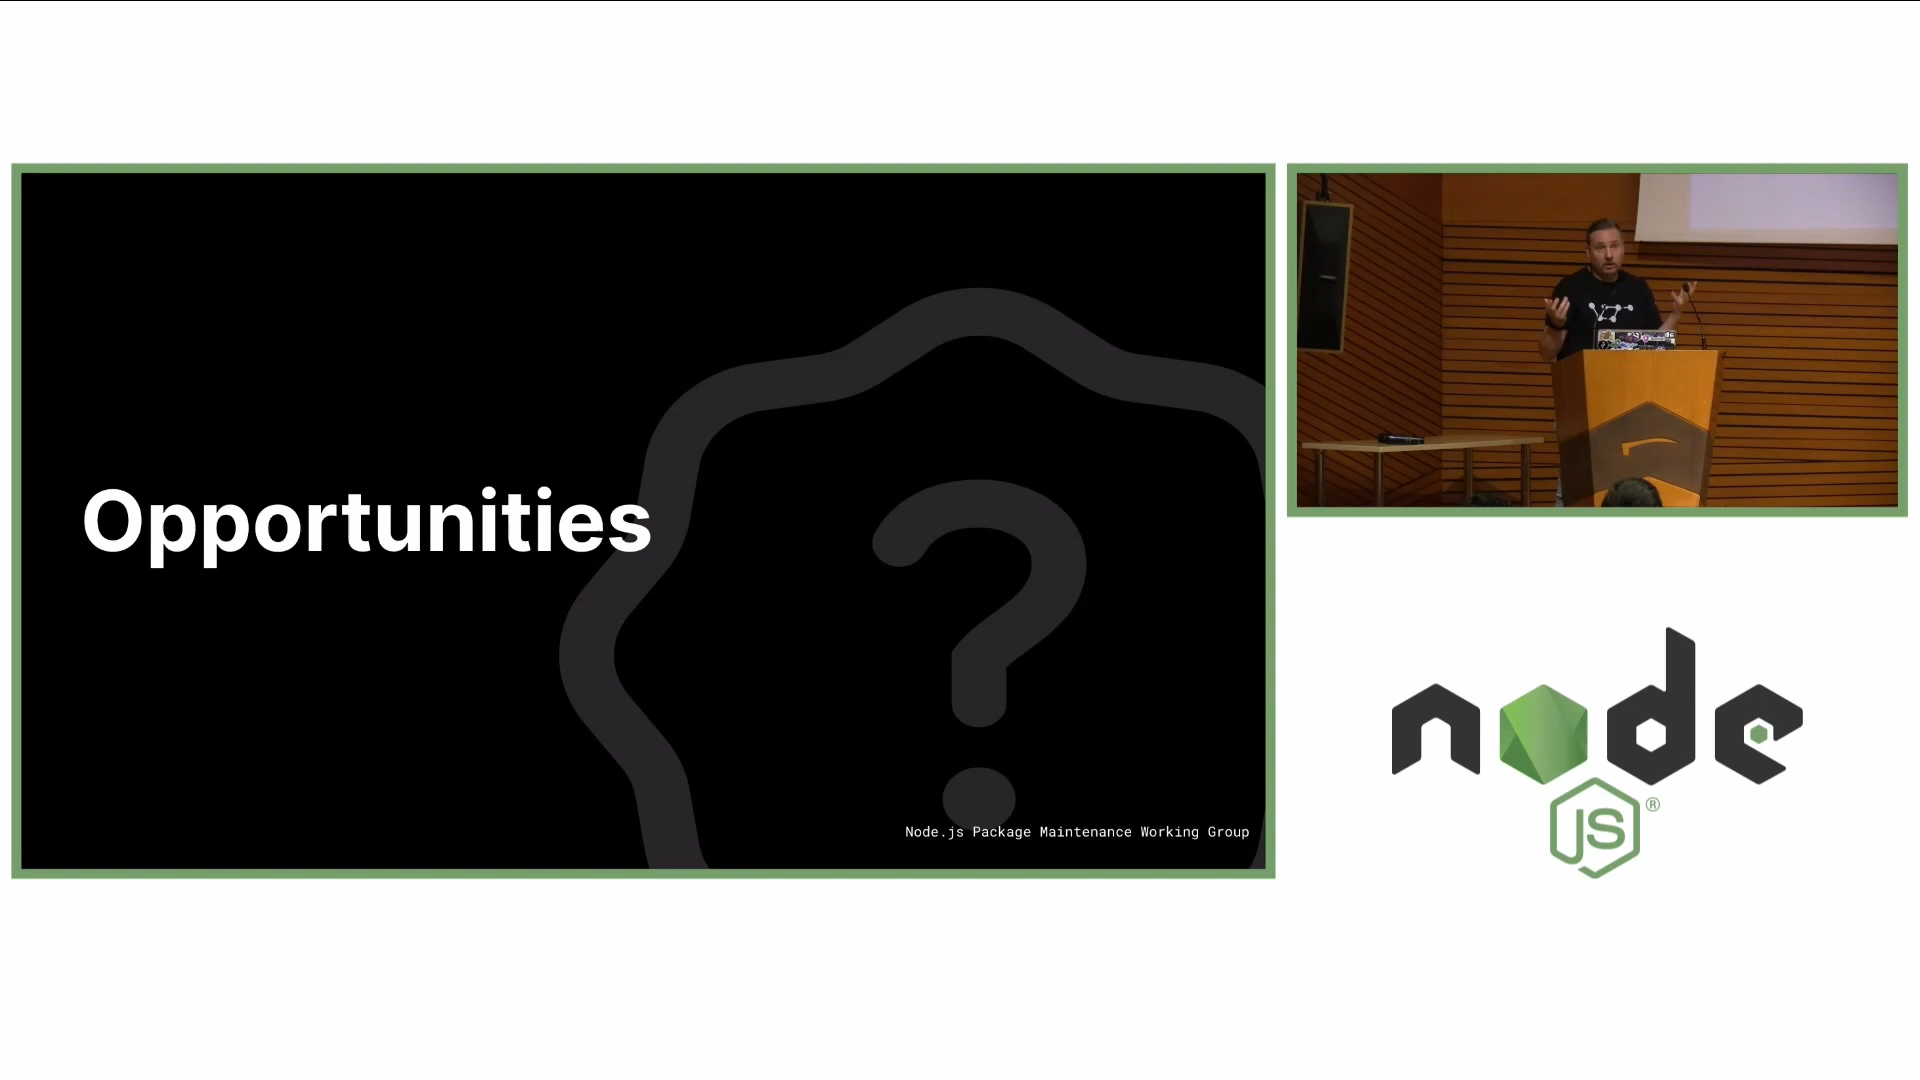 Opportunities
Node.js Package Maintenance Working Group
node
JS
®